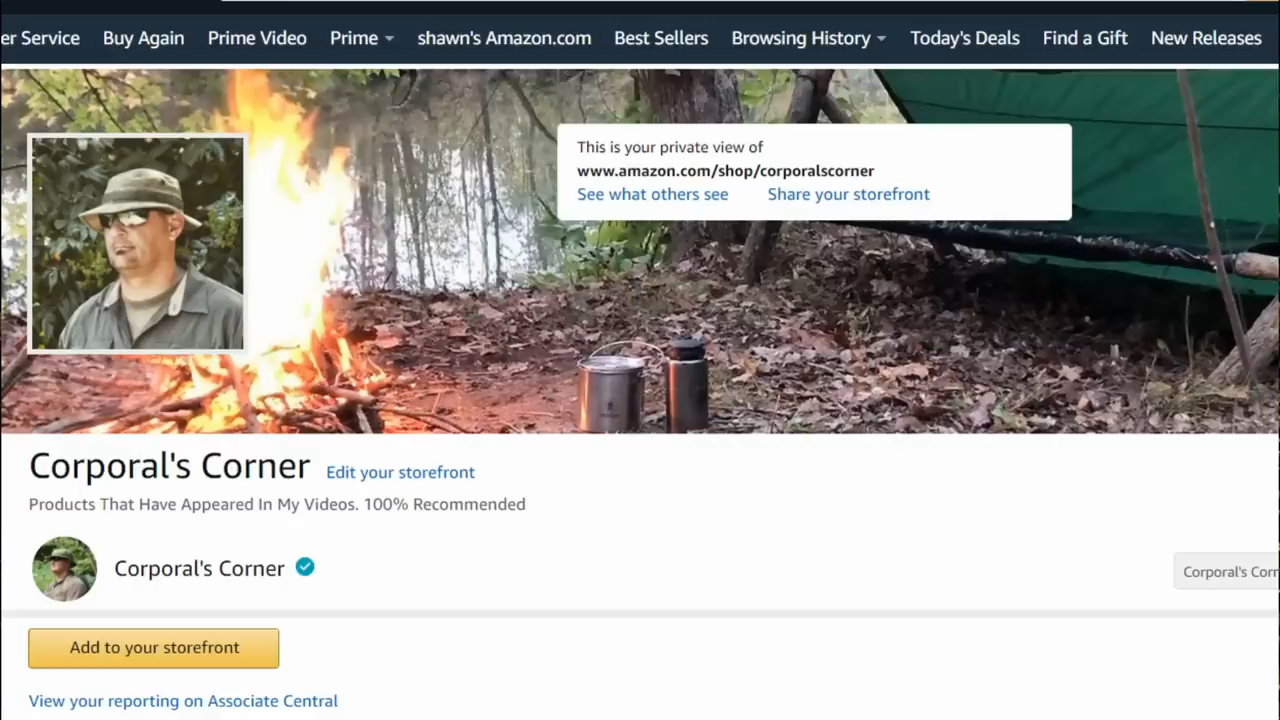 er Service Buy Again Prime Video Prime shawn's Amazon.com Best Sellers Browsing History Today's Deals Find a Gift New Releases
This is your private view of
www.amazon.com/shop/corporalscorner
See what others see Share your storefront
Corporal's Corner Edit your storefront
Products That Have Appeared In My Videos. 100% Recommended
Corporal's Corner
Corporal's Corr
Add to your storefront
View your reporting on Associate Central